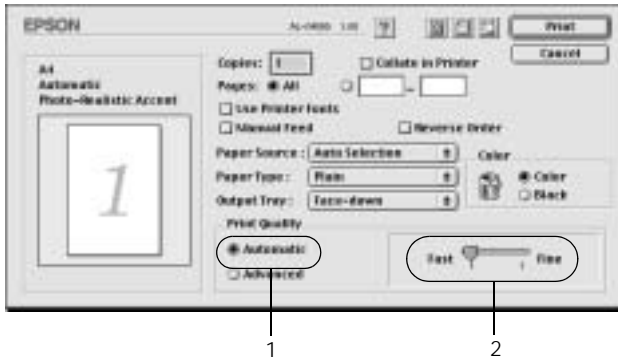 EPSON
Print
Cancel
Copies: 1
Collate in Printer
Pages: All
Use Printer Fonts
Manual Feed
Reverse Order
A4
Automatic
Photo-Realistic Accent
1
Paper Source: Auto Selection
Paper Type: Plain
Output Tray: Face-down
Color
Color
Black
Print Quality
Automatic
Advanced
Fast
Fine
1
2